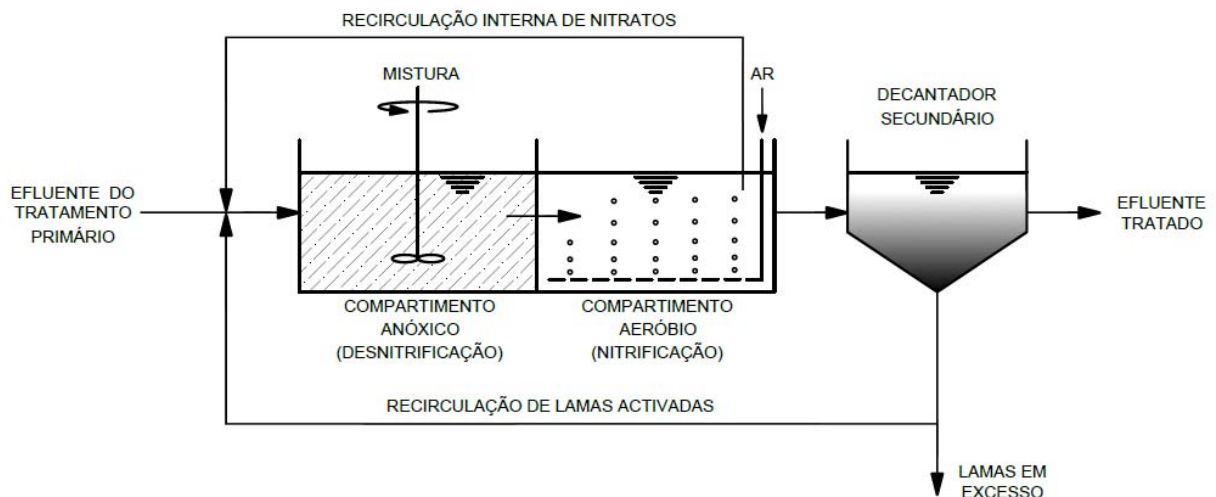 RECIRCULAÇÃO INTERNA DE NITRATOS
MISTURA
AR
DECANTADOR
SECUNDÁRIO
EFLUENTE DO
TRATAMENTO
PRIMÁRIO
EFLUENTE
TRATADO
COMPARTIMENTO
ANÓXICO
(DESNITRIFICAÇÃO)
COMPARTIMENTO
AERÓBIO
(NITRIFICAÇÃO)
RECIRCULAÇÃO DE LAMAS ACTIVADAS
LAMAS EM
EXCESSO